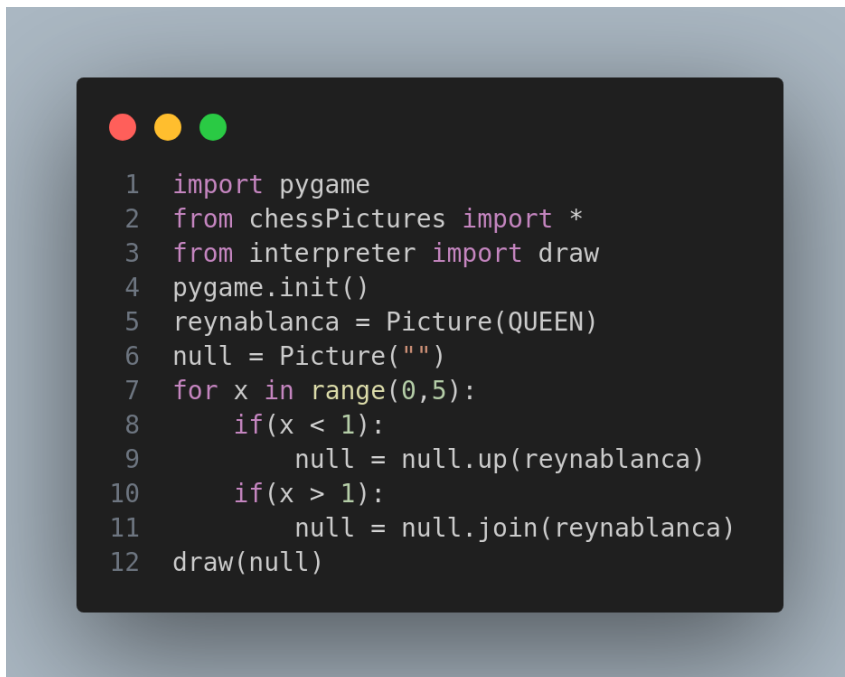 1 import pygame
2 from chessPictures import *
3 from interpreter import draw
4 pygame.init()
5 reynablanca = Picture(QUEEN)
6 null = Picture("")
7 for x in range(0,5):
8     if(x < 1):
9         null = null.up(reynablanca)
10     if(x > 1):
11         null = null.join(reynablanca)
12 draw(null)